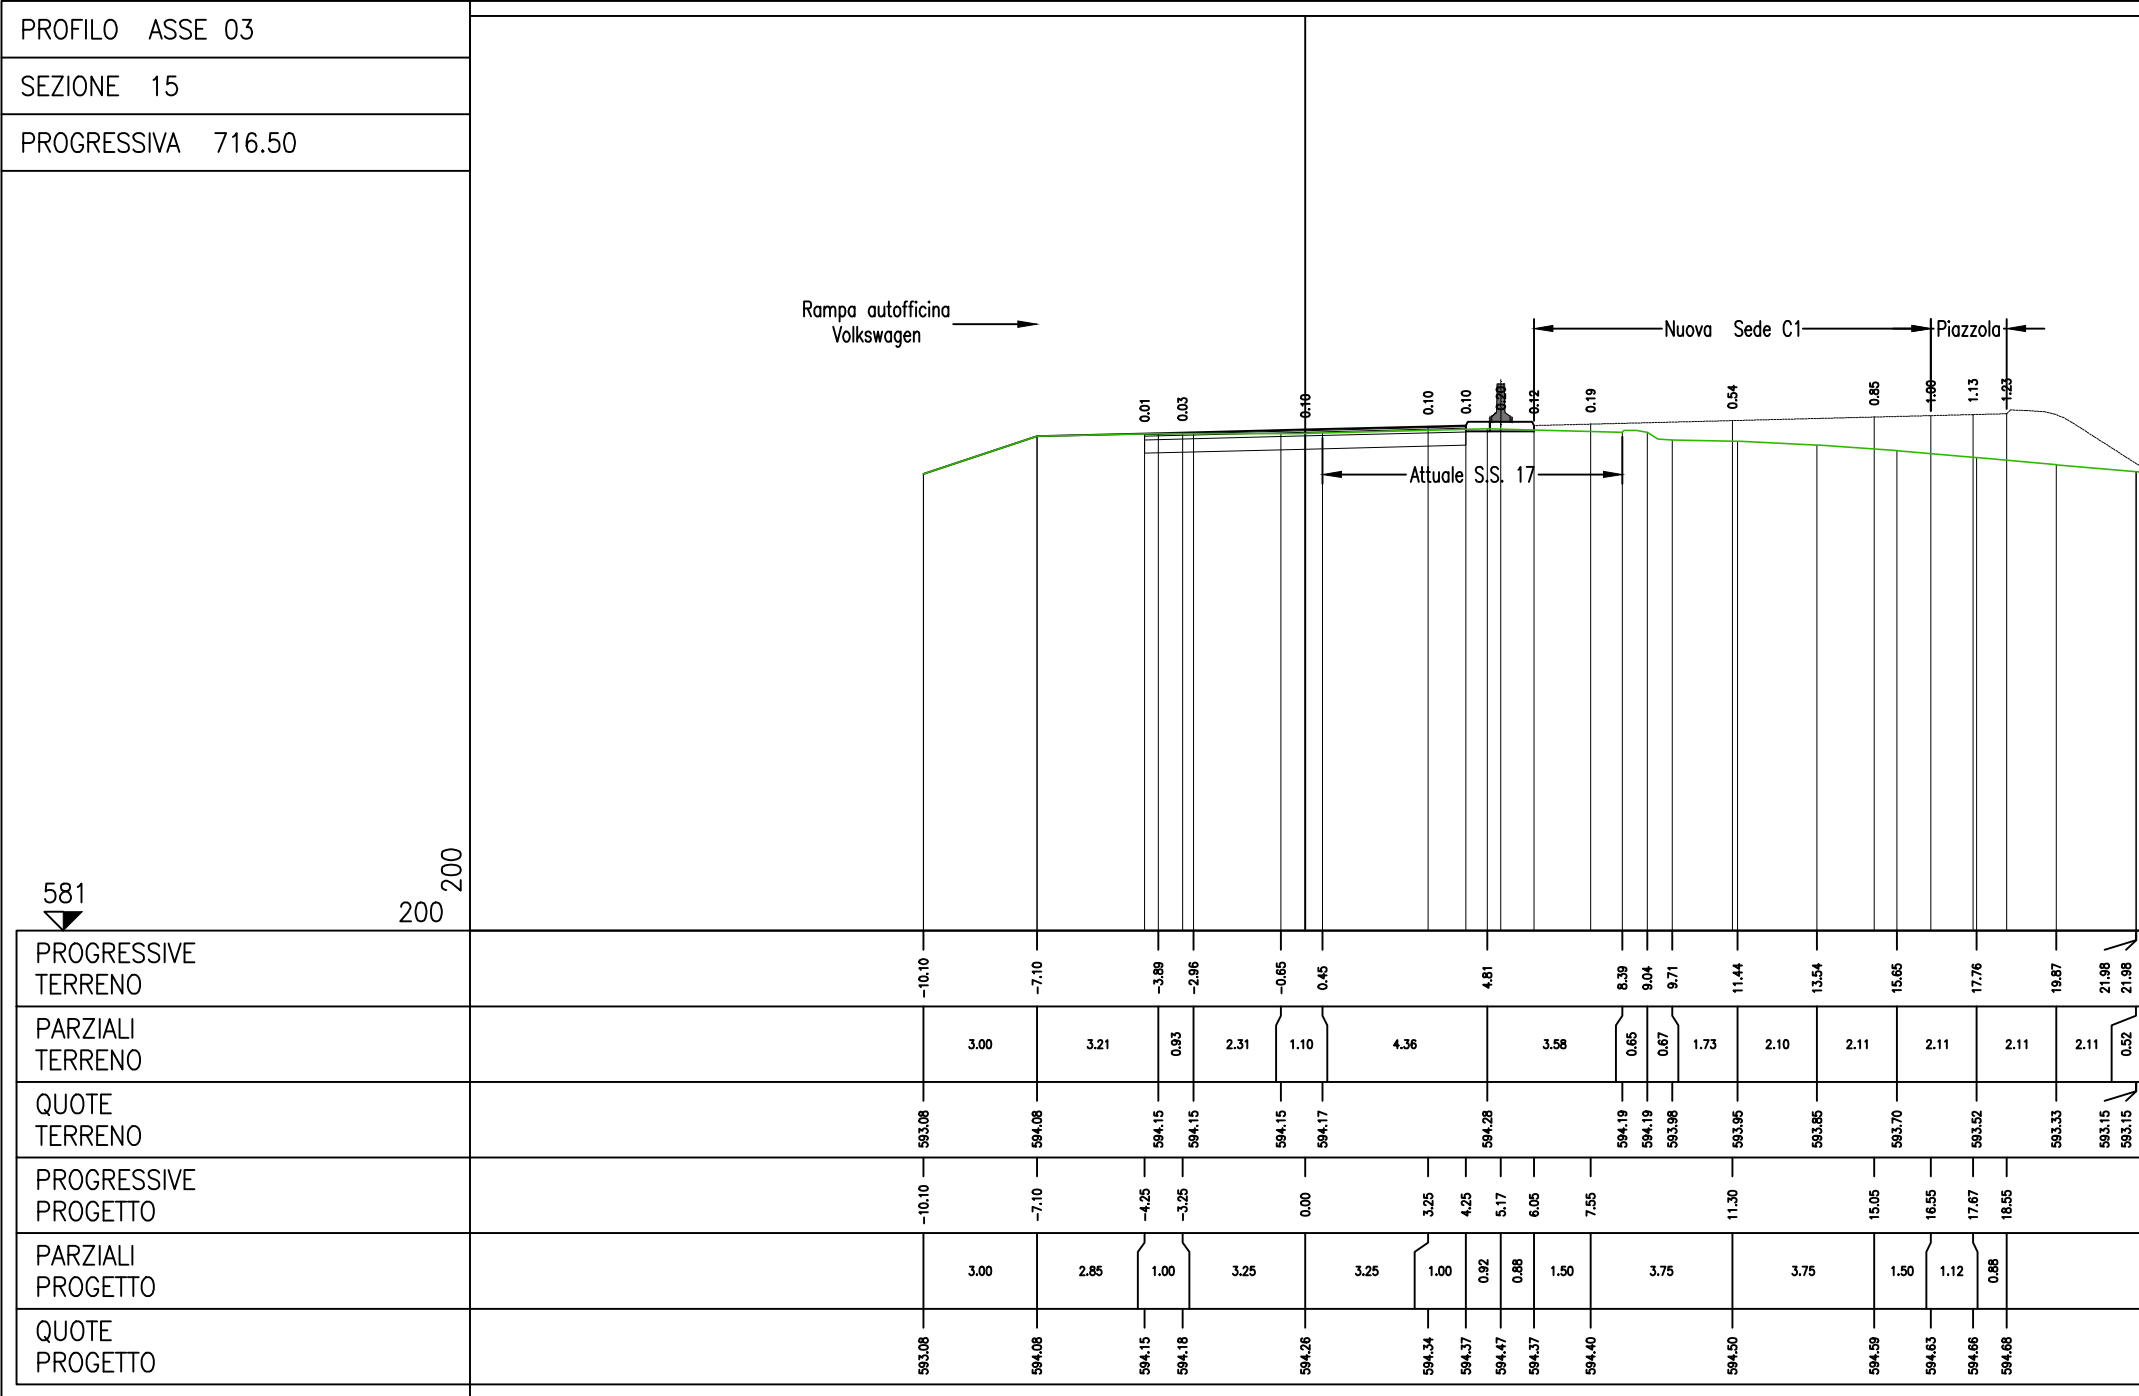 PROFILO ASSE 03
SEZIONE 15
PROGRESSIVA 716.50
Rampa autofficina
Volkswagen
Nuova Sede C1
Piazzola
0.01 0.03 0.10 0.10 0.10 0.20 0.12 0.19 0.54 0.85 1.00 1.13 1.23
Attuale S.S. 17
581
200
200
PROGRESSIVE
TERRENO
-10.10 -7.10 -3.89 -2.96 -0.65 0.45 4.81 8.39 9.04 9.71 11.44 13.54 15.65 17.76 19.87 21.98 21.98
PARZIALI
TERRENO
3.00 3.21 0.93 2.31 1.10 4.36 3.58 0.65 0.67 1.73 2.10 2.11 2.11 2.11 2.11 0.52
QUOTE
TERRENO
593.08 594.08 594.15 594.15 594.15 594.17 594.28 594.19 594.19 593.98 593.95 593.85 593.70 593.52 593.33 593.15 593.15
PROGRESSIVE
PROGETTO
-10.10 -7.10 -4.25 -3.25 0.00 3.25 4.25 5.17 6.05 7.55 11.30 15.05 16.55 17.67 18.55
PARZIALI
PROGETTO
3.00 2.85 1.00 3.25 3.25 1.00 0.92 0.88 1.50 3.75 3.75 1.50 1.12 0.88
QUOTE
PROGETTO
593.08 594.08 594.15 594.18 594.26 594.34 594.37 594.47 594.37 594.40 594.50 594.59 594.63 594.66 594.68